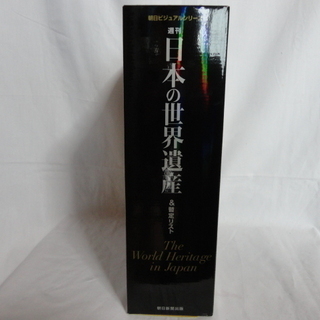 朝日ビジュアルシリーズ
週刊
日本の世界遺産
&暫定リスト
The
World Heritage
in Japan
朝日新聞出版